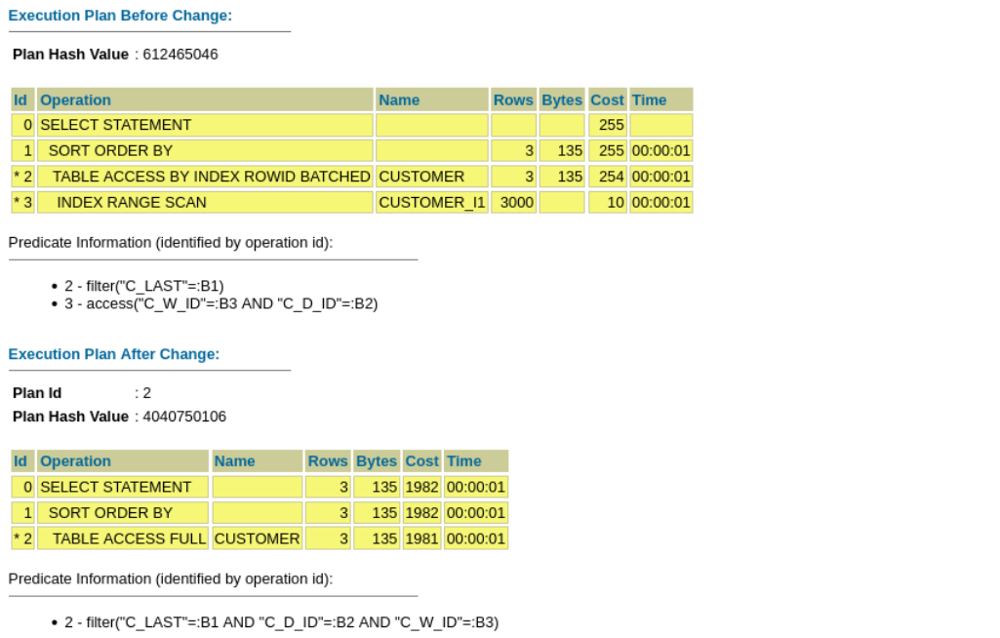 Execution Plan Before Change:
Plan Hash Value : 612465046
Id Operation Name Rows Bytes Cost Time
0 SELECT STATEMENT 255
1 SORT ORDER BY 3 135 255 00:00:01
* 2 TABLE ACCESS BY INDEX ROWID BATCHED CUSTOMER 3 135 254 00:00:01
* 3 INDEX RANGE SCAN CUSTOMER_I1 3000 10 00:00:01
Predicate Information (identified by operation id):
• 2 - filter("C_LAST"=:B1)
• 3 - access("C_W_ID"=:B3 AND "C_D_ID"=:B2)
Execution Plan After Change:
Plan Id : 2
Plan Hash Value : 4040750106
Id Operation Name Rows Bytes Cost Time
0 SELECT STATEMENT 3 135 1982 00:00:01
1 SORT ORDER BY 3 135 1982 00:00:01
* 2 TABLE ACCESS FULL CUSTOMER 3 135 1981 00:00:01
Predicate Information (identified by operation id):
• 2 - filter("C_LAST"=:B1 AND "C_D_ID"=:B2 AND "C_W_ID"=:B3)